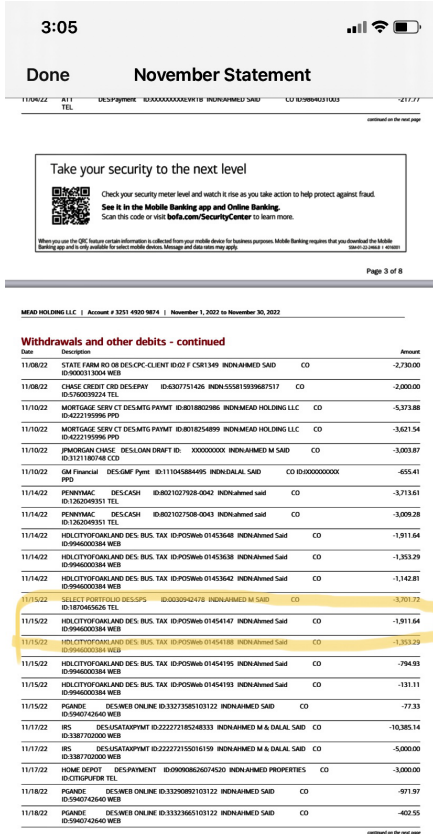 3:05
Done November Statement
11/04/22 ATT DES:Payment ID:XXXXXXXXXEVR1B INDN:AHMED SAID CO ID:9864031003 -217.77
TEL
continued on the next page
Take your security to the next level
Check your security meter level and watch it rise as you take action to help protect against fraud.
See it in the Mobile Banking app and Online Banking.
Scan this code or visit bofa.com/SecurityCenter to learn more.
When you use the QRC feature certain information is collected from your mobile device for business purposes. Mobile Banking requires that you download the Mobile
Banking app and is only available for select mobile devices. Message and data rates may apply. SSM-01-22-2466.B | 4016001
Page 3 of 8
MEAD HOLDING LLC | Account # 3251 4920 9874 | November 1, 2022 to November 30, 2022
Withdrawals and other debits - continued
Date Description Amount
11/08/22 STATE FARM RO 08 DES:CPC-CLIENT ID:02 F CSR1349 INDN:AHMED SAID CO -2,730.00
ID:9000313004 WEB
11/08/22 CHASE CREDIT CRD DES:EPAY ID:6307751426 INDN:555815939687517 CO -2,000.00
ID:5760039224 TEL
11/10/22 MORTGAGE SERV CT DES:MTG PAYMT ID:8018802986 INDN:MEAD HOLDING LLC CO -5,373.88
ID:4222195996 PPD
11/10/22 MORTGAGE SERV CT DES:MTG PAYMT ID:8018254899 INDN:MEAD HOLDING LLC CO -3,621.54
ID:4222195996 PPD
11/10/22 JPMORGAN CHASE DES:LOAN DRAFT ID: XXXXXXXXX INDN:AHMED M SAID CO -3,003.87
ID:3121180748 CCD
11/10/22 GM Financial DES:GMF Pymt ID:111045884495 INDN:DALAL SAID CO ID:XXXXXXXXX -655.41
PPD
11/14/22 PENNYMAC DES:CASH ID:8021027928-0042 INDN:ahmed said CO -3,713.61
ID:1262049351 TEL
11/14/22 PENNYMAC DES:CASH ID:8021027508-0043 INDN:ahmed said CO -3,009.28
ID:1262049351 TEL
11/14/22 HDLCITYOFOAKLAND DES: BUS. TAX ID:POSWeb 01453648 INDN:Ahmed Said CO -1,911.64
ID:9946000384 WEB
11/14/22 HDLCITYOFOAKLAND DES: BUS. TAX ID:POSWeb 01453638 INDN:Ahmed Said CO -1,353.29
ID:9946000384 WEB
11/14/22 HDLCITYOFOAKLAND DES: BUS. TAX ID:POSWeb 01453642 INDN:Ahmed Said CO -1,142.81
ID:9946000384 WEB
11/15/22 SELECT PORTFOLIO DES:SPS ID:0030942478 INDN:AHMED M SAID CO -3,701.72
ID:1870465626 TEL
11/15/22 HDLCITYOFOAKLAND DES: BUS. TAX ID:POSWeb 01454147 INDN:Ahmed Said CO -1,911.64
ID:9946000384 WEB
11/15/22 HDLCITYOFOAKLAND DES: BUS. TAX ID:POSWeb 01454188 INDN:Ahmed Said CO -1,353.29
ID:9946000384 WEB
11/15/22 HDLCITYOFOAKLAND DES: BUS. TAX ID:POSWeb 01454195 INDN:Ahmed Said CO -794.93
ID:9946000384 WEB
11/15/22 HDLCITYOFOAKLAND DES: BUS. TAX ID:POSWeb 01454193 INDN:Ahmed Said CO -131.11
ID:9946000384 WEB
11/15/22 PGANDE DES:WEB ONLINE ID:33273585103122 INDN:AHMED SAID CO -77.33
ID:5940742640 WEB
11/17/22 IRS DES:USATAXPYMT ID:222272185248333 INDN:AHMED M & DALAL SAID CO -10,385.14
ID:3387702000 WEB
11/17/22 IRS DES:USATAXPYMT ID:222272155016159 INDN:AHMED M & DALAL SAID CO -5,000.00
ID:3387702000 WEB
11/17/22 HOME DEPOT DES:PAYMENT ID:090908626074520 INDN:AHMED PROPERTIES CO -3,000.00
ID:CITIGPUFDR TEL
11/18/22 PGANDE DES:WEB ONLINE ID:33290892103122 INDN:AHMED SAID CO -971.97
ID:5940742640 WEB
11/18/22 PGANDE DES:WEB ONLINE ID:33323665103122 INDN:AHMED SAID CO -402.55
ID:5940742640 WEB
continued on the next page